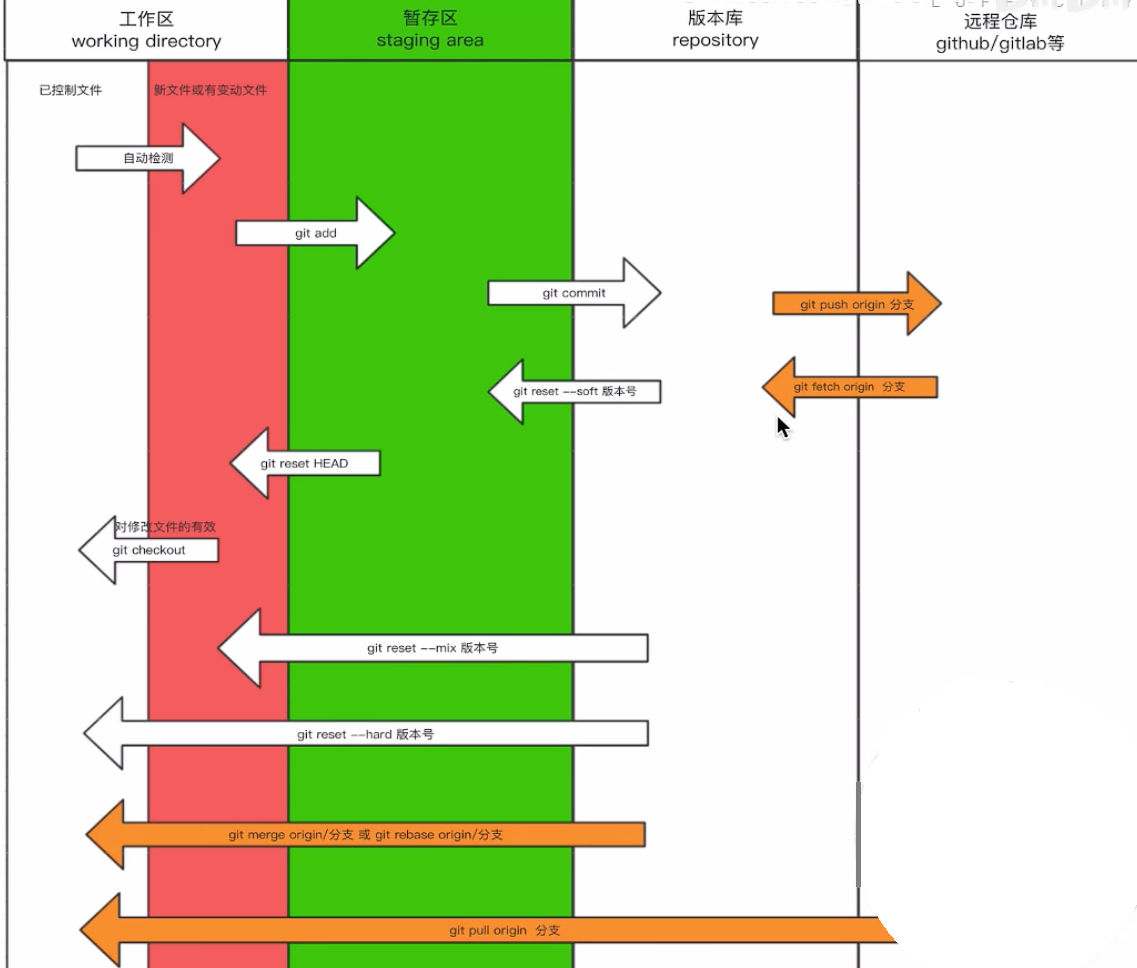 工作区
working directory
暂存区
staging area
版本库
repository
远程仓库
github/gitlab等
已控制文件
新文件或有变动文件
自动检测
git add
git commit
git push origin 分支
git fetch origin 分支
git reset --soft 版本号
git reset HEAD
对修改文件的有效
git checkout
git reset --mix 版本号
git reset --hard 版本号
git merge origin/分支 或 git rebase origin/分支
git pull origin 分支